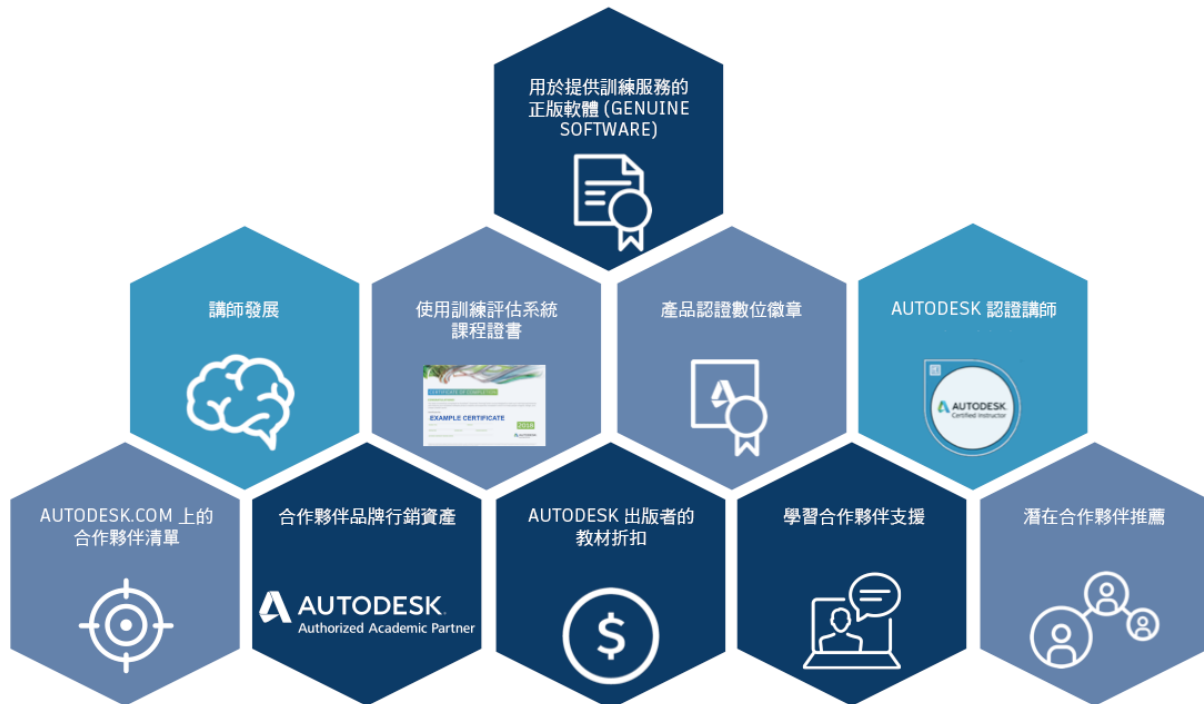 用於提供訓練服務的
正版軟體 (GENUINE
SOFTWARE)
講師發展
使用訓練評估系統
課程證書
EXAMPLE CERTIFICATE
2018
產品認證數位徽章
AUTODESK 認證講師
AUTODESK
Certified Instructor
AUTODESK.COM 上的
合作夥伴清單
合作夥伴品牌行銷資產
AUTODESK.
Authorized Academic Partner
AUTODESK 出版者的
教材折扣
$
學習合作夥伴支援
潛在合作夥伴推薦